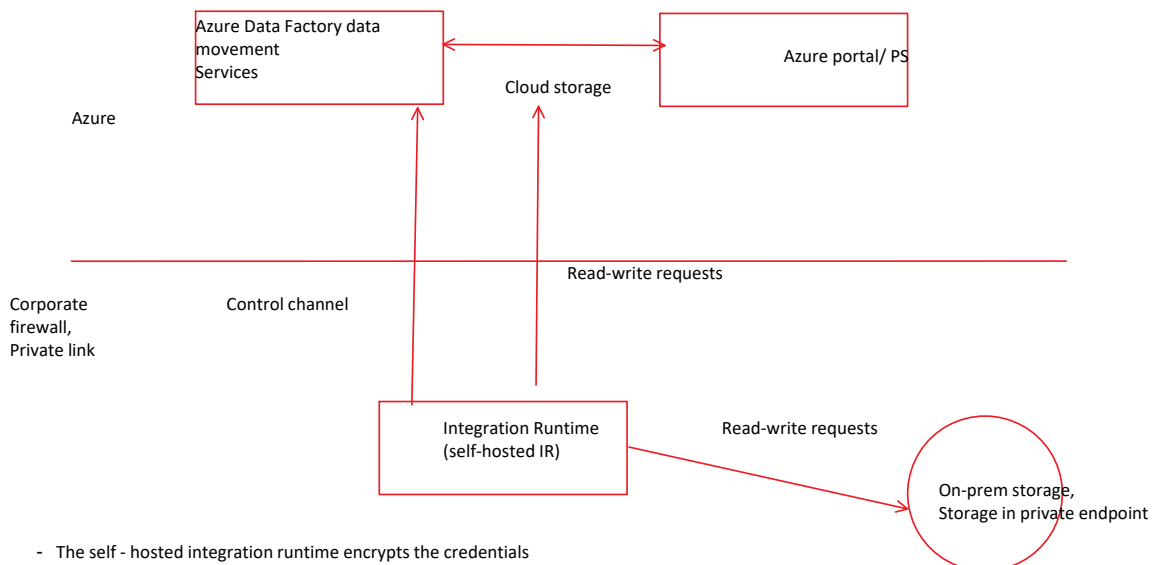 Azure Data Factory data
movement
Services
Azure portal/ PS
Cloud storage
Azure
Read-write requests
Corporate
firewall,
Private link
Control channel
Integration Runtime
(self-hosted IR)
Read-write requests
On-prem storage,
Storage in private endpoint
- The self - hosted integration runtime encrypts the credentials